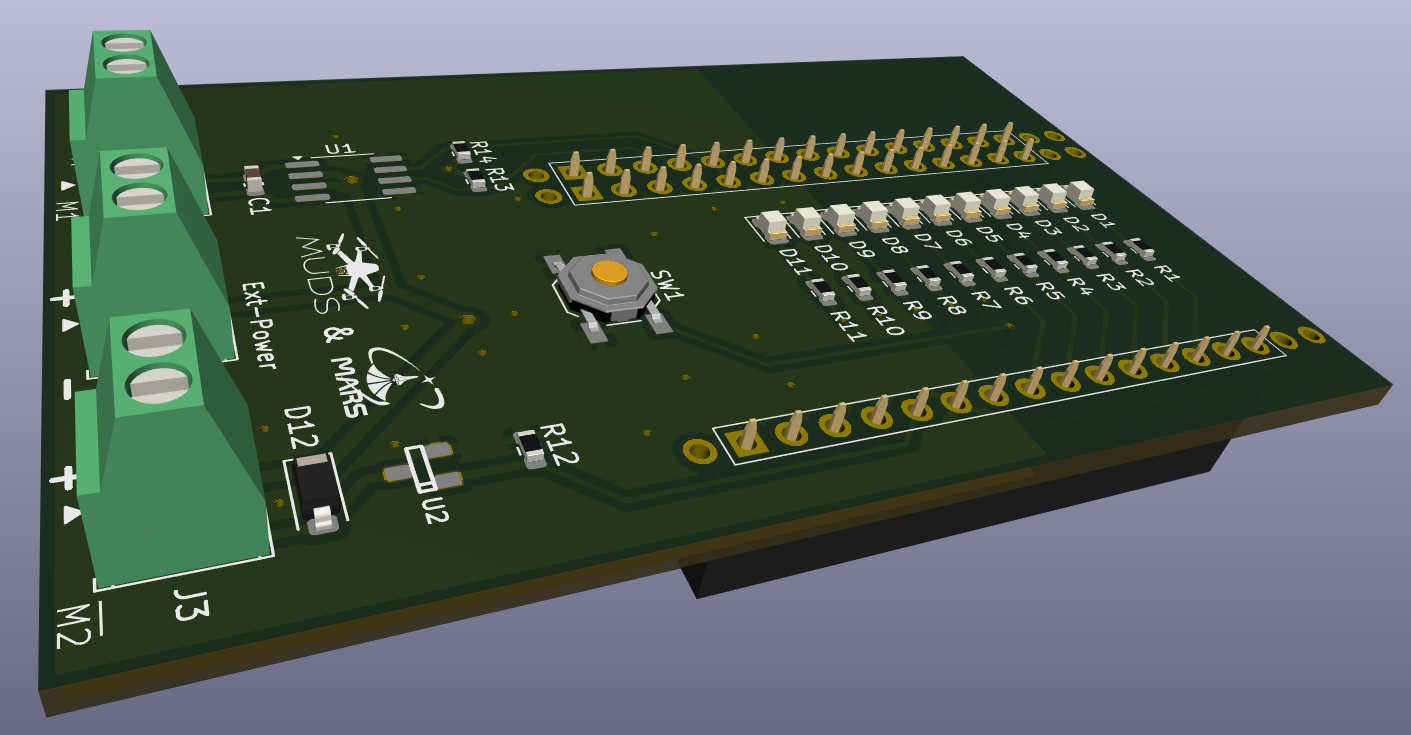 U1
R14
R13
C1
M1
MUDS
& MARS
Ext-Power
+
-
+
SW1
D11
D10
D9
D8
D7
D6
D5
D4
D3
D2
D1
R11
R10
R9
R8
R7
R6
R5
R4
R3
R2
R1
D12
U2
R12
J3
M2